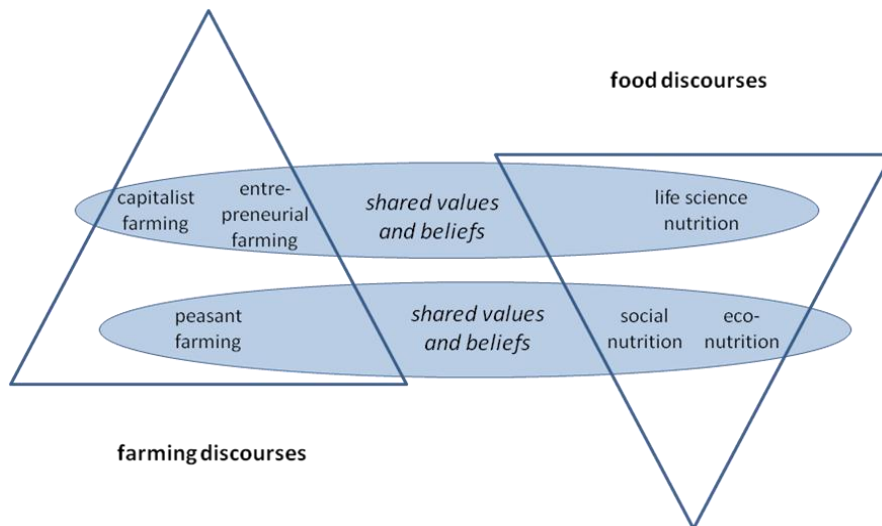 food discourses
capitalist
farming
entre-
preneurial
farming
shared values
and beliefs
life science
nutrition
peasant
farming
shared values
and beliefs
social
nutrition
eco-
nutrition
farming discourses